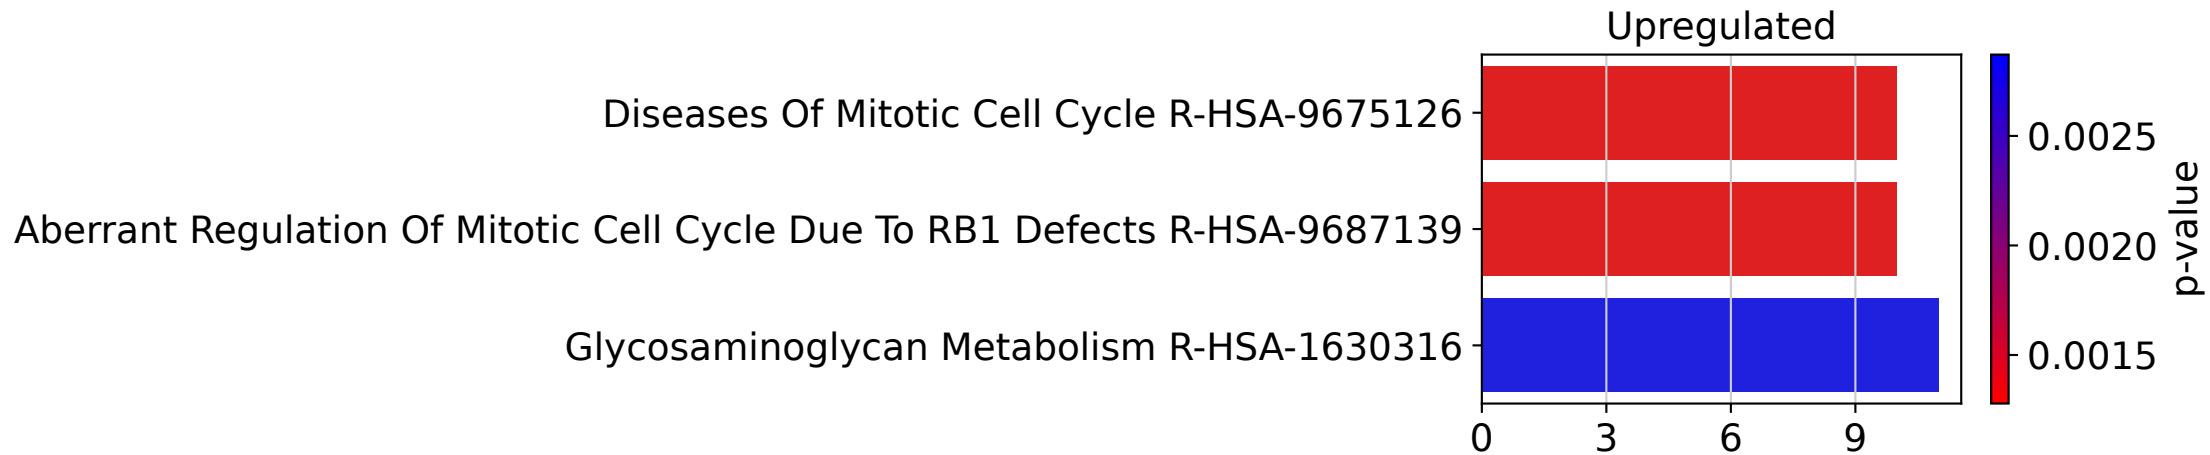 Upregulated
Diseases Of Mitotic Cell Cycle R-HSA-9675126
Aberrant Regulation Of Mitotic Cell Cycle Due To RB1 Defects R-HSA-9687139
Glycosaminoglycan Metabolism R-HSA-1630316
0 3 6 9
0.0025
0.0020
0.0015
p-value